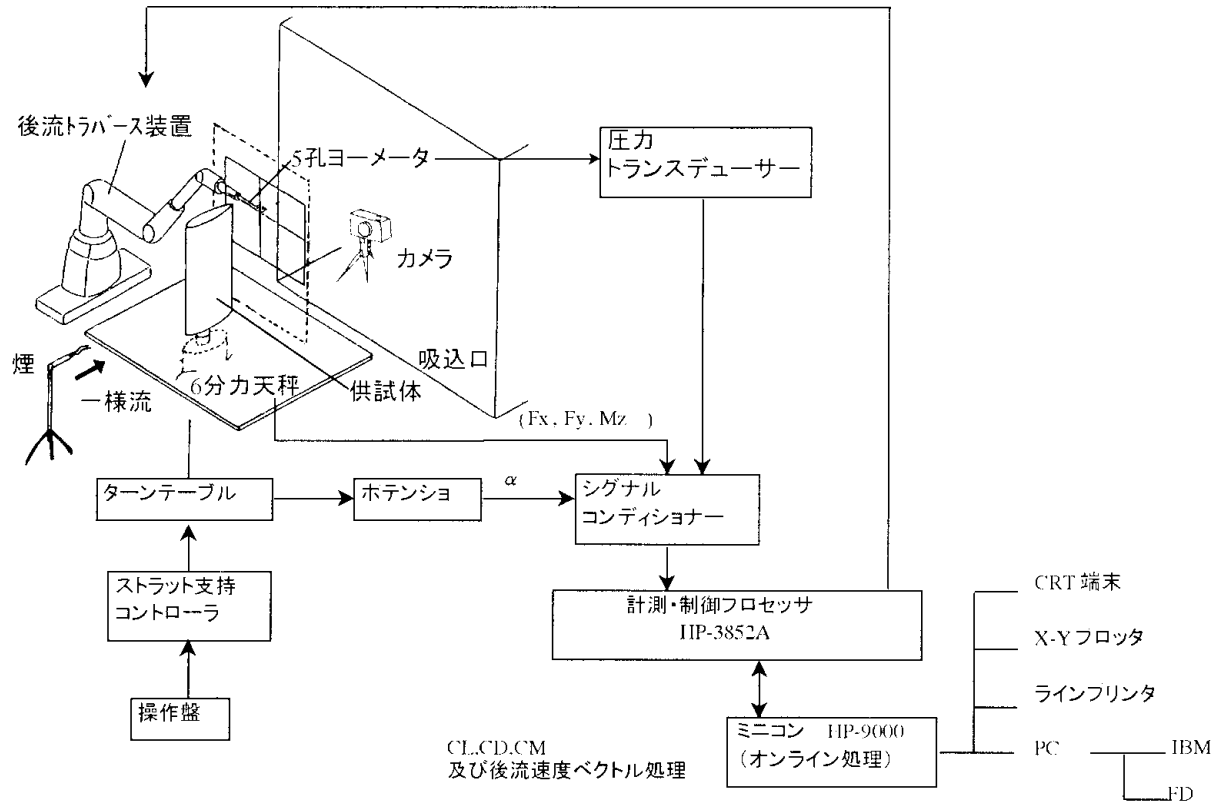 後流トラバース装置
5孔ヨーメータ
圧力
トランスデューサー
カメラ
吸込口
煙
一様流
6分力天秤
供試体
(Fx, Fy, Mz )
ターンテーブル
ホテンショ
α
シグナル
コンディショナー
ストラット支持
コントローラ
計測・制御フロセッサ
HP-3852A
CRT 端末
X-Yフロッタ
ラインフリンタ
操作盤
ミニコン HP-9000
(オンライン処理)
PC
IBM
FD
CL,CD,CM
及び後流速度ベクトル処理